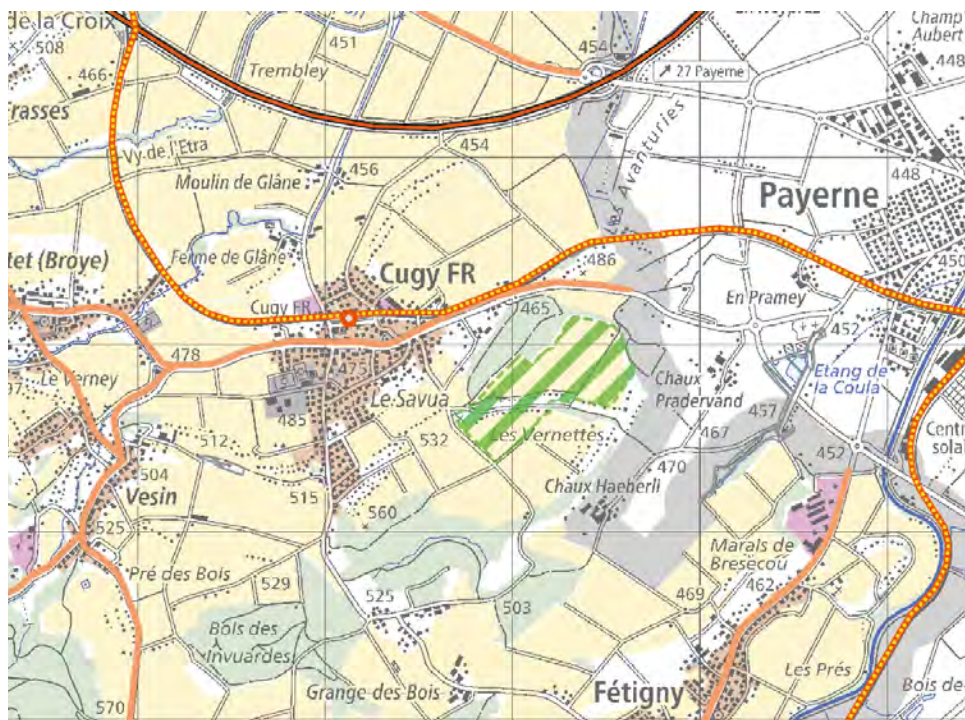 de la Croix
508
451
454
27 Payerne
Champ
Aubert
448
466
Trembley
rasses
Vy de l'Etra
454
Les Avanturies
Moulin de Glâne
456
448
Payerne
Ferme de Glâne
tet (Broye)
Cugy FR
486
450
Cugy FR
465
En Pramey
452
478
475
Etang de
la Coula
Le Verney
Le Savua
Chaux
Pradervand
485
457
512
532
Les Vernettes
467
452
504
470
Vesin
515
Chaux Haeberli
560
525
Marais de
Bresecou
Pré des Bois
529
525
503
469
462
Bois des
Invuardes
Les Prés
Grange des Bois
Fétigny
Bois de
570